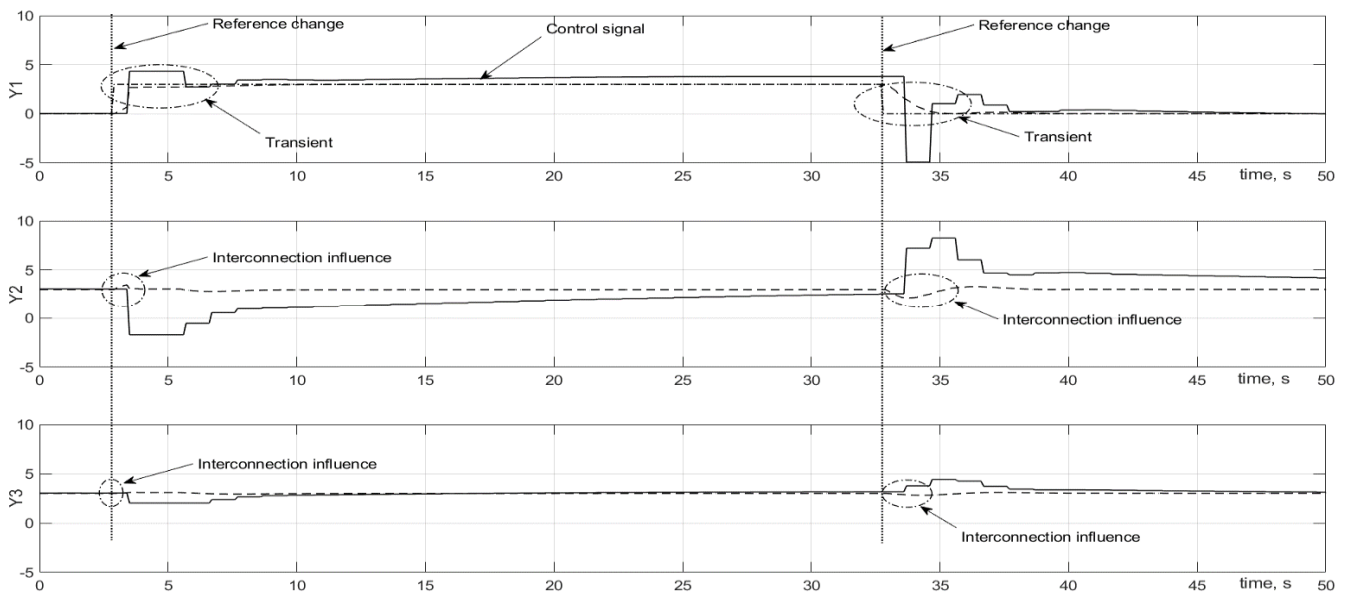 10
Reference change
Control signal
Reference change
5
Y1
0
Transient
Transient
-5
0 5 10 15 20 25 30 35 40 45 time, s 50
10
Interconnection influence
5
Y2
0
Interconnection influence
-5
0 5 10 15 20 25 30 35 40 45 time, s 50
10
Interconnection influence
5
Y3
0
Interconnection influence
-5
0 5 10 15 20 25 30 35 40 45 time, s 50